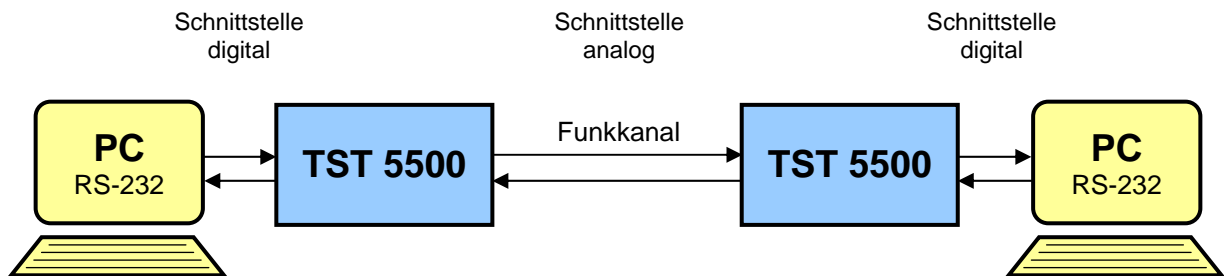 Schnittstelle
digital
Schnittstelle
analog
Schnittstelle
digital
PC
RS-232
TST 5500
Funkkanal
TST 5500
PC
RS-232